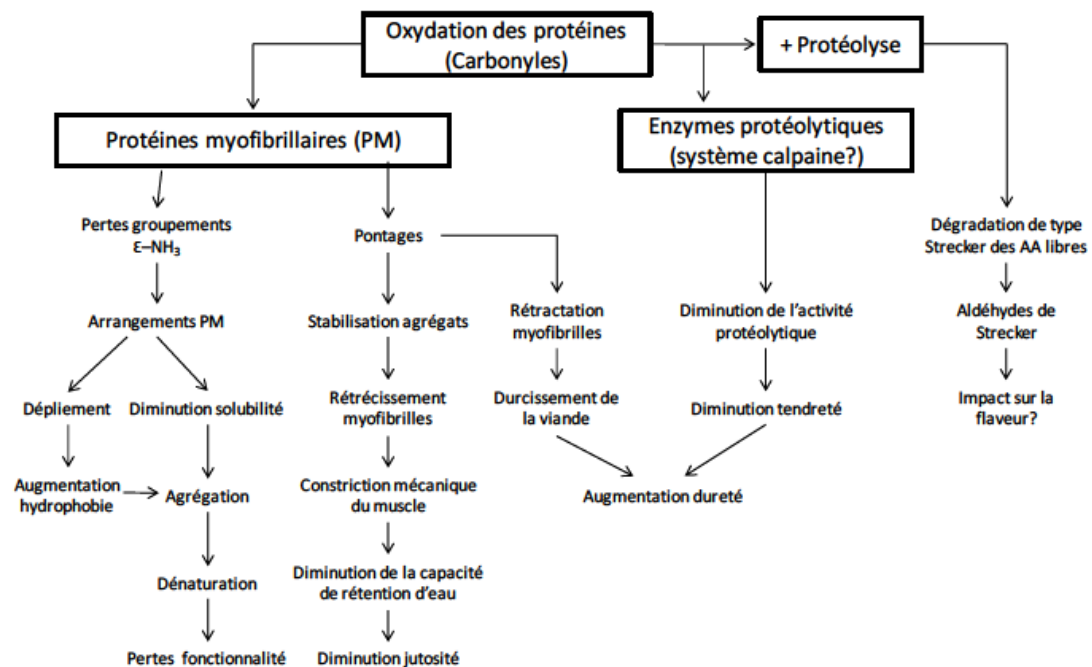 Oxydation des protéines
(Carbonyles)
+ Protéolyse
Protéines myofibrillaires (PM)
Enzymes protéolytiques
(système calpaine?)
Pertes groupements
Ɛ–NH₃
Pontages
Dégradation de type
Strecker des AA libres
Arrangements PM
Stabilisation agrégats
Rétractation
myofibrilles
Diminution de l’activité
protéolytique
Aldéhydes de
Strecker
Dépliement
Diminution solubilité
Rétrécissement
myofibrilles
Durcissement de
la viande
Diminution tendreté
Impact sur la
flaveur?
Augmentation
hydrophobie
Agrégation
Constriction mécanique
du muscle
Augmentation dureté
Dénaturation
Diminution de la capacité
de rétention d’eau
Pertes fonctionnalité
Diminution jutosité